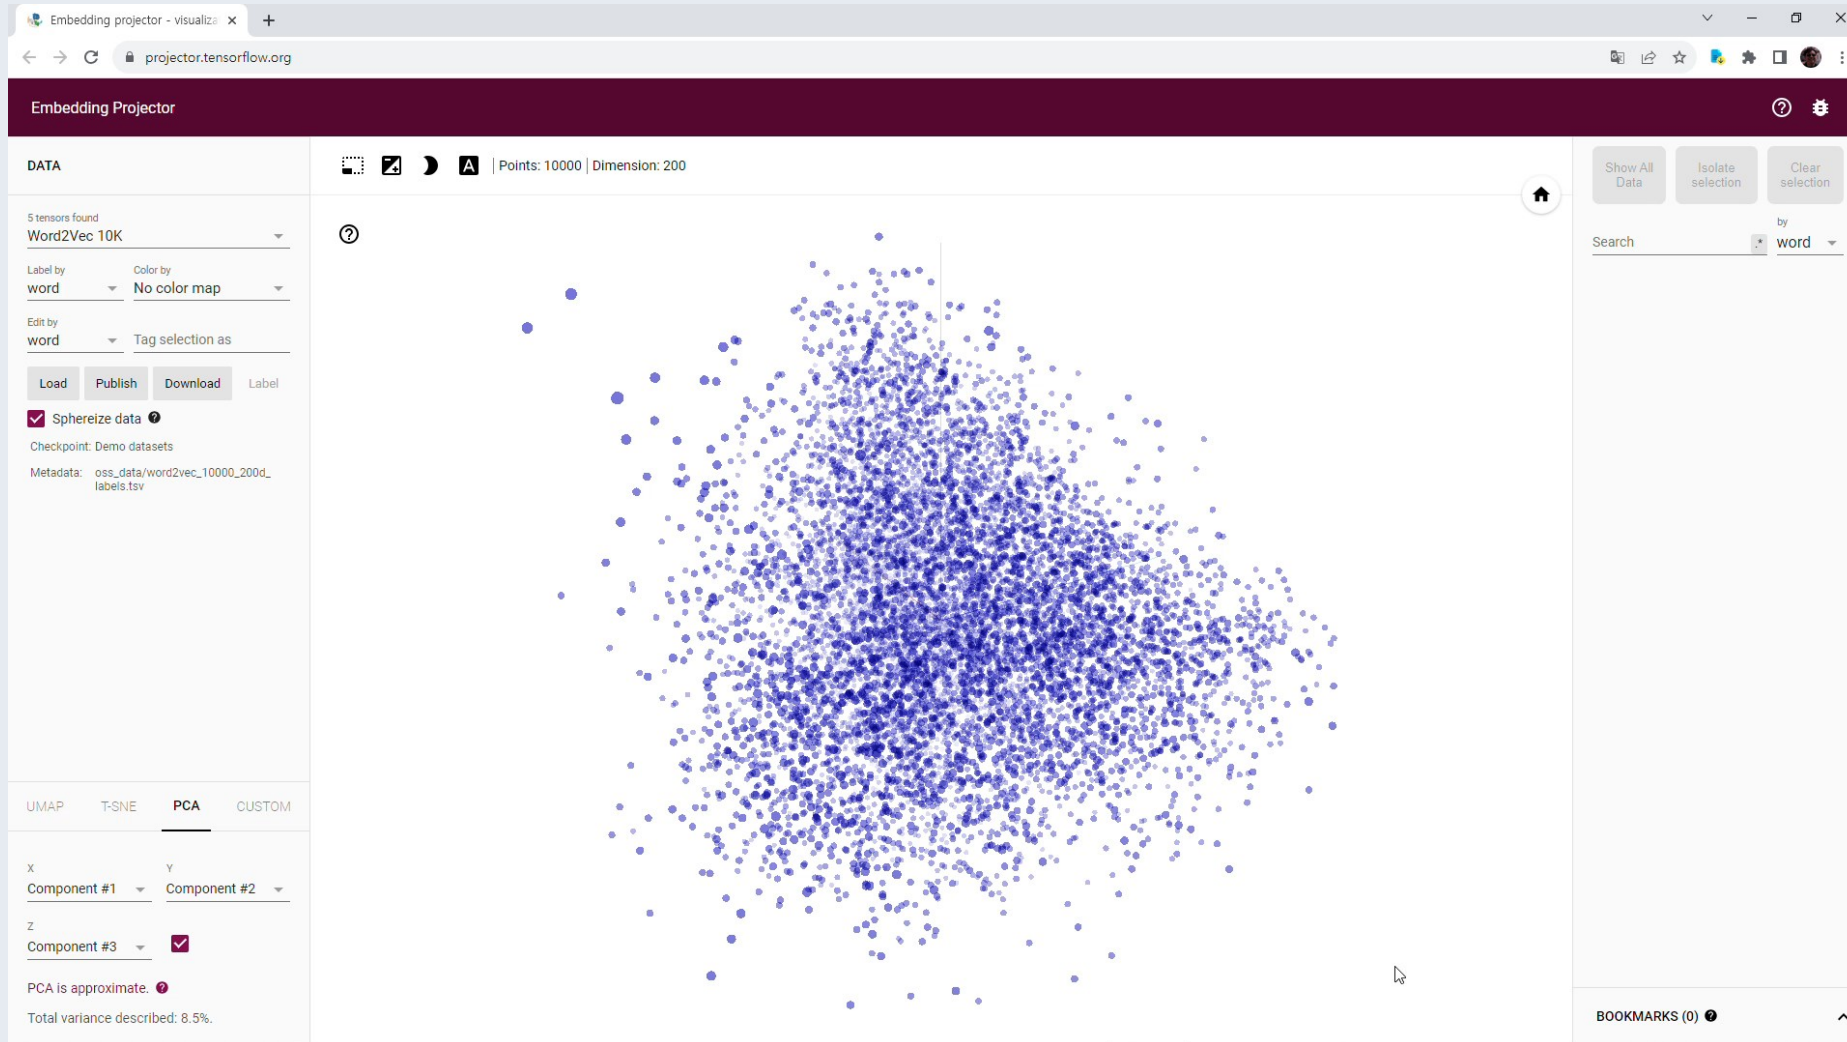 Embedding projector - visualiza
projector.tensorflow.org
Embedding Projector
DATA
Points: 10000
Dimension: 200
5 tensors found
Word2Vec 10K
Label by
word
Color by
No color map
Edit by
word
Tag selection as
Load
Publish
Download
Label
Sphereize data
Checkpoint: Demo datasets
Metadata: oss_data/word2vec_10000_200d_
labels.tsv
UMAP
T-SNE
PCA
CUSTOM
X
Component #1
Y
Component #2
Z
Component #3
PCA is approximate.
Total variance described: 8.5%.
Show All
Data
Isolate
selection
Clear
selection
Search
.*
by
word
BOOKMARKS (0)